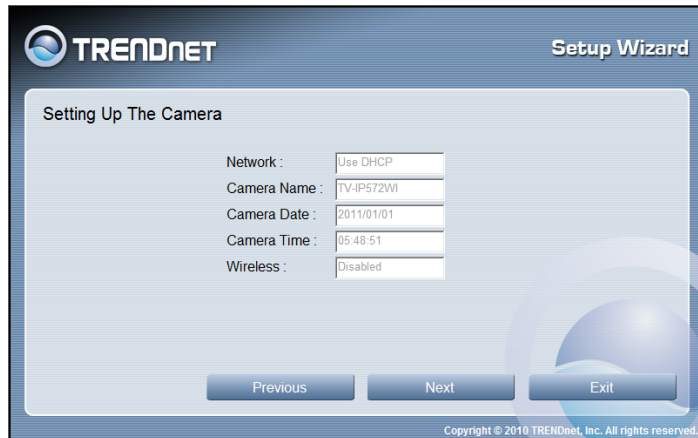 TRENDnet
Setup Wizard
Setting Up The Camera
Network : Use DHCP
Camera Name : TV-IP572WI
Camera Date : 2011/01/01
Camera Time : 05:48:51
Wireless : Disabled
Previous Next Exit
Copyright © 2010 TRENDnet, Inc. All rights reserved.